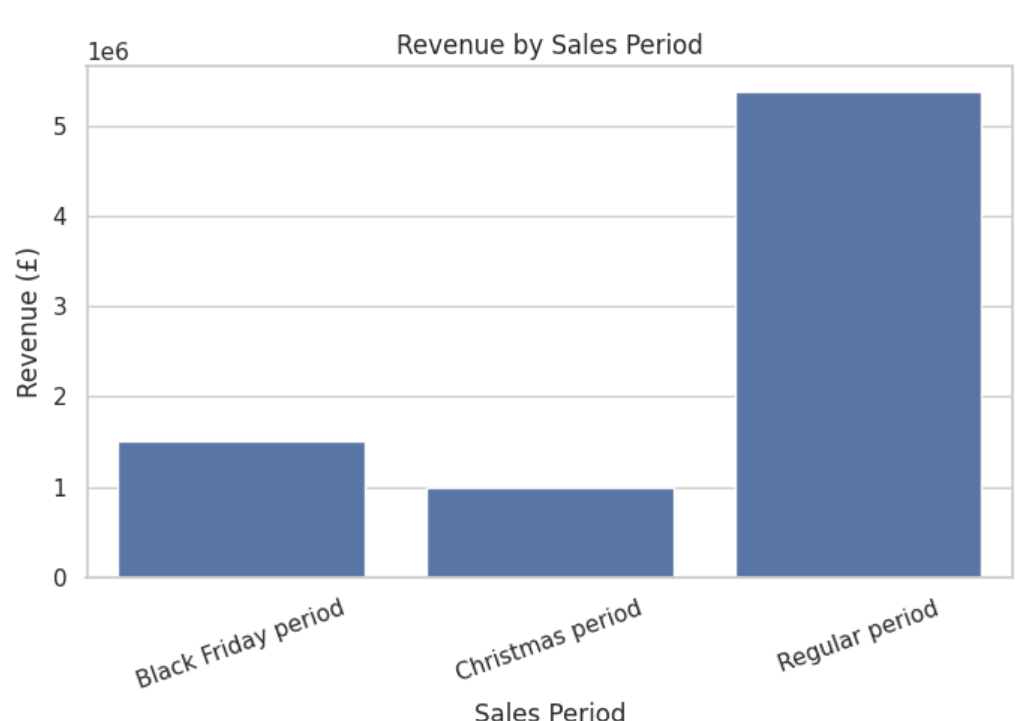 Revenue by Sales Period
1e6
5
4
3
2
1
0
Revenue (£)
Black Friday period
Christmas period
Regular period
Sales Period